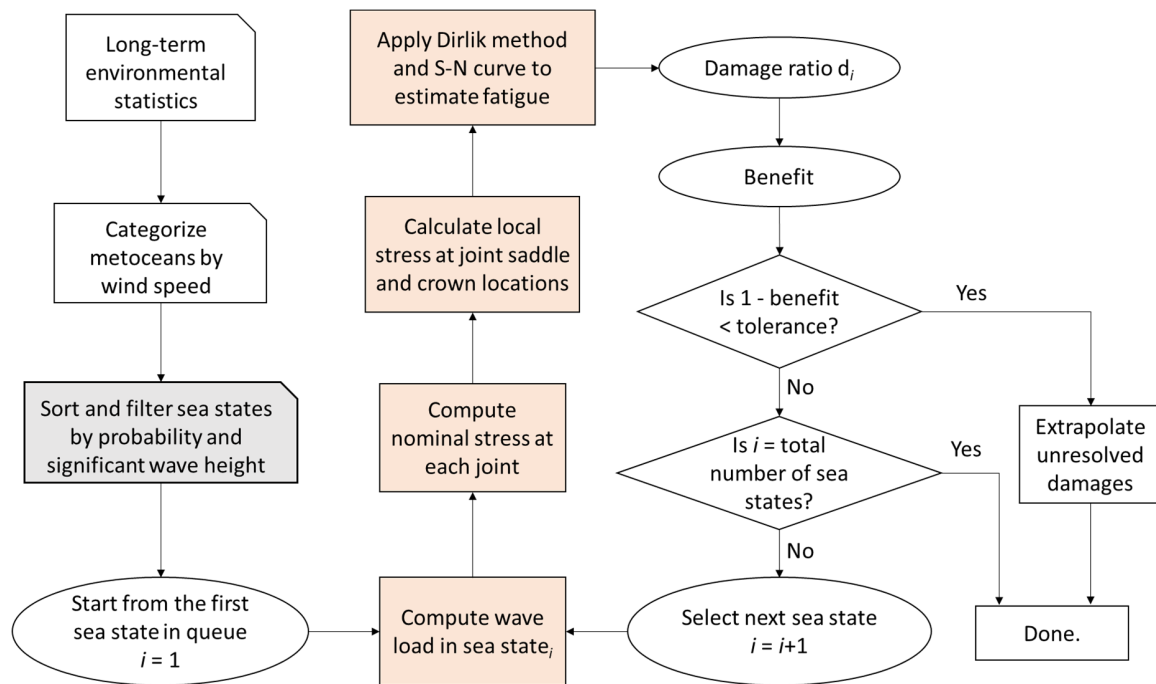 Long-term
environmental
statistics
Categorize
metoceans by
wind speed
Sort and filter sea states
by probability and
significant wave height
Start from the first
sea state in queue
i = 1
Compute wave
load in sea stateᵢ
Compute
nominal stress at
each joint
Calculate local
stress at joint saddle
and crown locations
Apply Dirlik method
and S-N curve to
estimate fatigue
Damage ratio dᵢ
Benefit
Is 1 - benefit
< tolerance?
Yes
No
Is i = total
number of sea
states?
Yes
No
Select next sea state
i = i+1
Extrapolate
unresolved
damages
Done.